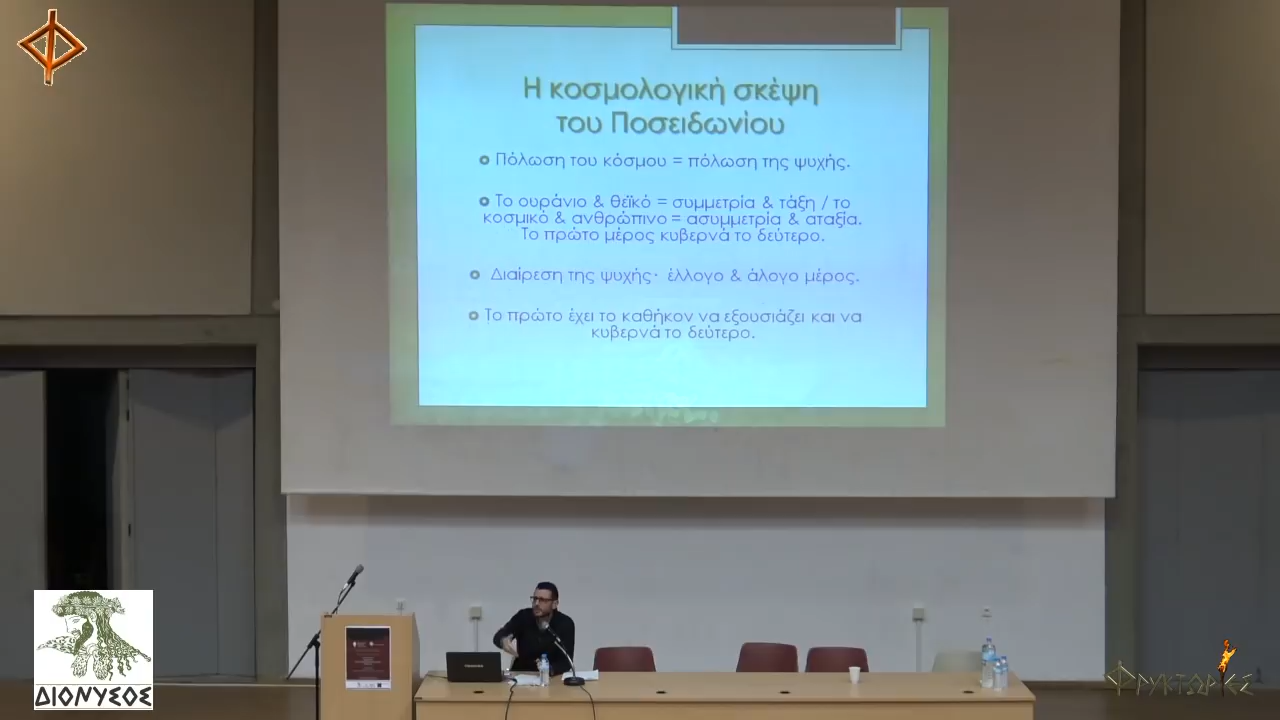 Η κοσμολογική σκέψη
του Ποσειδωνίου
Πόλωση του κόσμου = πόλωση της ψυχής.
Το ουράνιο & θεϊκό = συμμετρία & τάξη / το
κοσμικό & ανθρώπινο = ασυμμετρία & αταξία.
Το πρώτο μέρος κυβερνά το δεύτερο.
Διαίρεση της ψυχής· έλλογο & άλογο μέρος.
Το πρώτο έχει το καθήκον να εξουσιάζει και να
κυβερνά το δεύτερο.
ΔΙΟΝΥΣΟΣ
ΦΡΥΚΤΩΡΙΕΣ